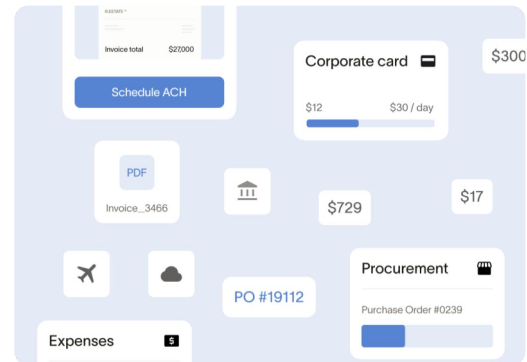 Invoice total $27,000
Schedule ACH
Corporate card
$12 $30 / day
$300
PDF
Invoice_3466
$729
$17
PO #19112
Procurement
Purchase Order #0239
Expenses
$